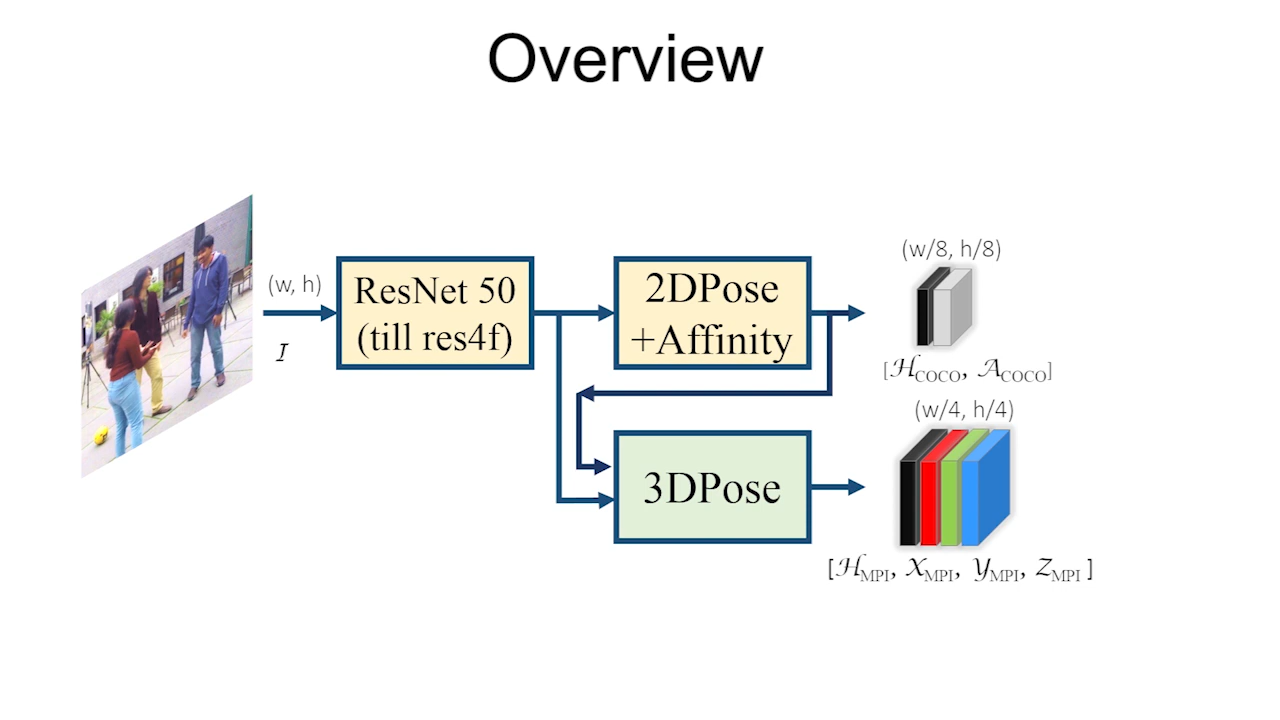 Overview
(w, h)
ℐ
ResNet 50
(till res4f)
2DPose
+Affinity
(w/8, h/8)
[ℋCOCO, 𝒜COCO]
3DPose
(w/4, h/4)
[ℋMPI, 𝒳MPI, 𝒴MPI, 𝒵MPI ]